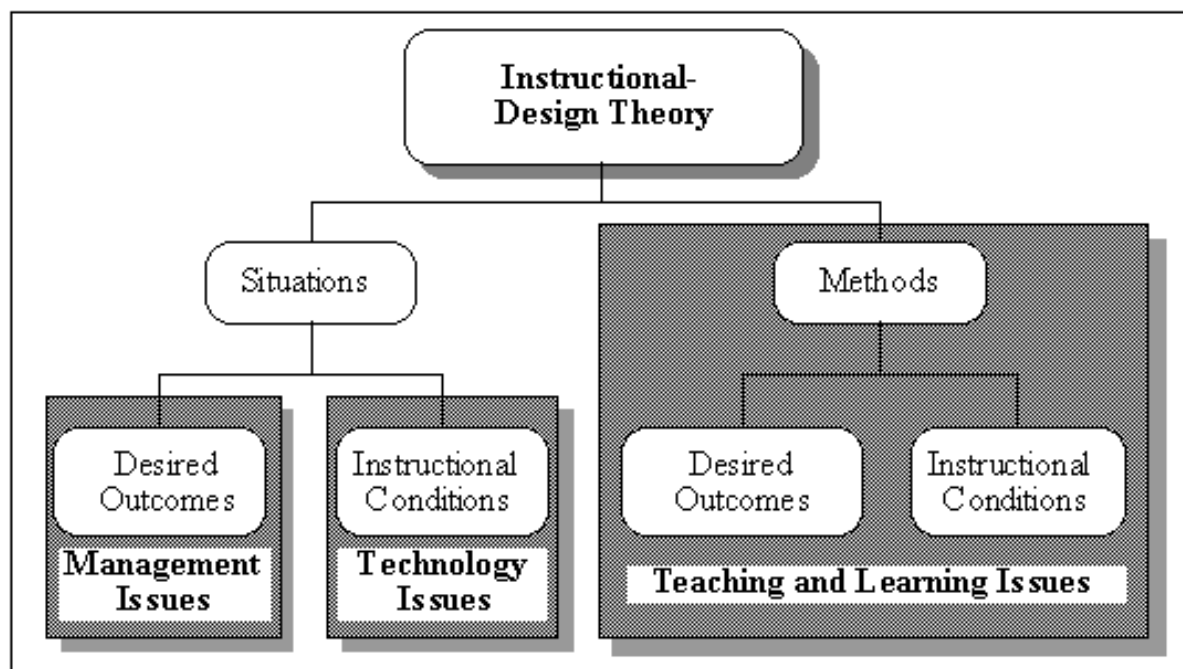 Instructional-
Design Theory
Situations
Methods
Desired
Outcomes
Instructional
Conditions
Desired
Outcomes
Instructional
Conditions
Management
Issues
Technology
Issues
Teaching and Learning Issues